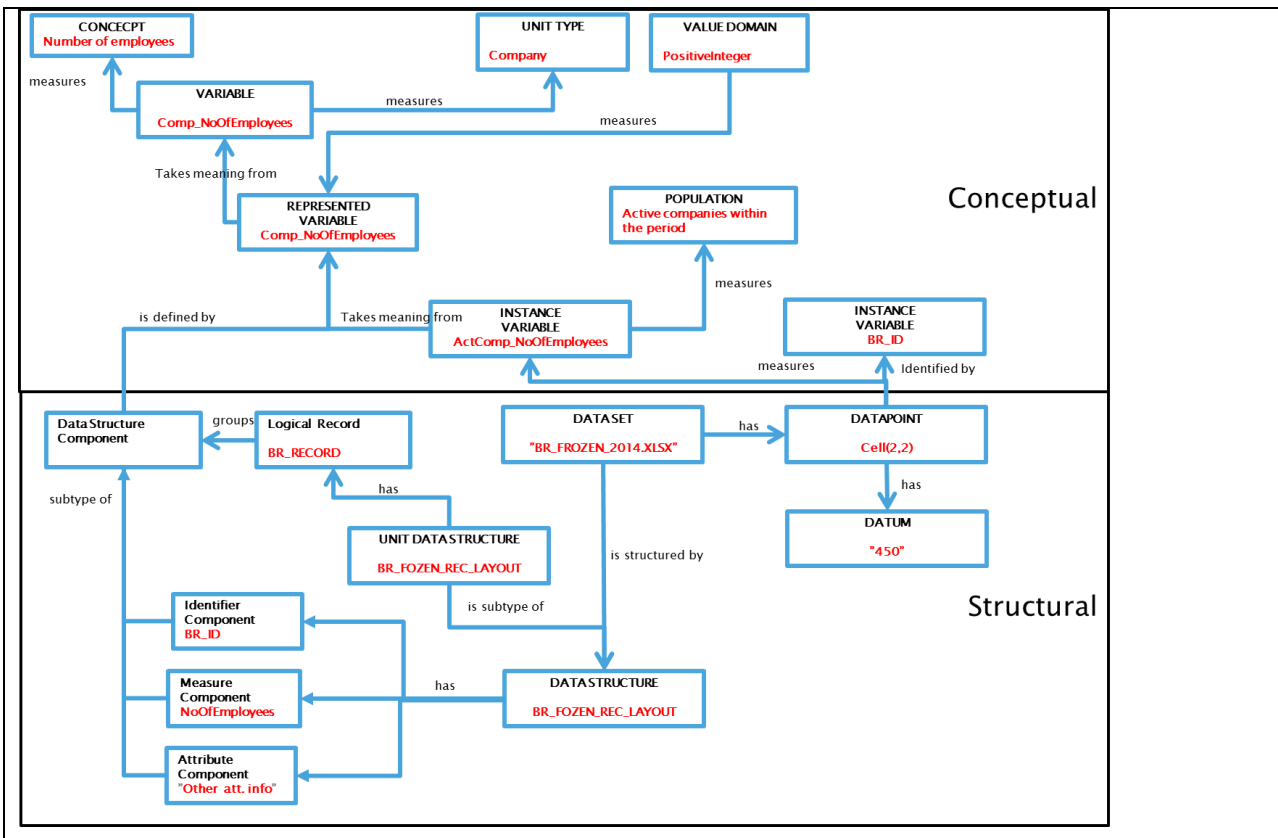 CONCECPT
Number of employees
UNIT TYPE
Company
VALUE DOMAIN
PositiveInteger
measures
VARIABLE
Comp_NoOfEmployees
measures
measures
Takes meaning from
REPRESENTED
VARIABLE
Comp_NoOfEmployees
POPULATION
Active companies within
the period
Conceptual
measures
is defined by
Takes meaning from
INSTANCE
VARIABLE
ActComp_NoOfEmployees
INSTANCE
VARIABLE
BR_ID
measures
Identified by
Data Structure
Component
groups
Logical Record
BR_RECORD
DATA SET
"BR_FROZEN_2014.XLSX"
has
DATAPOINT
Cell(2,2)
subtype of
has
has
UNIT DATA STRUCTURE
BR_FOZEN_REC_LAYOUT
DATUM
"450"
is structured by
is subtype of
Structural
Identifier
Component
BR_ID
Measure
Component
NoOfEmployees
has
DATA STRUCTURE
BR_FOZEN_REC_LAYOUT
Attribute
Component
"Other att. info"